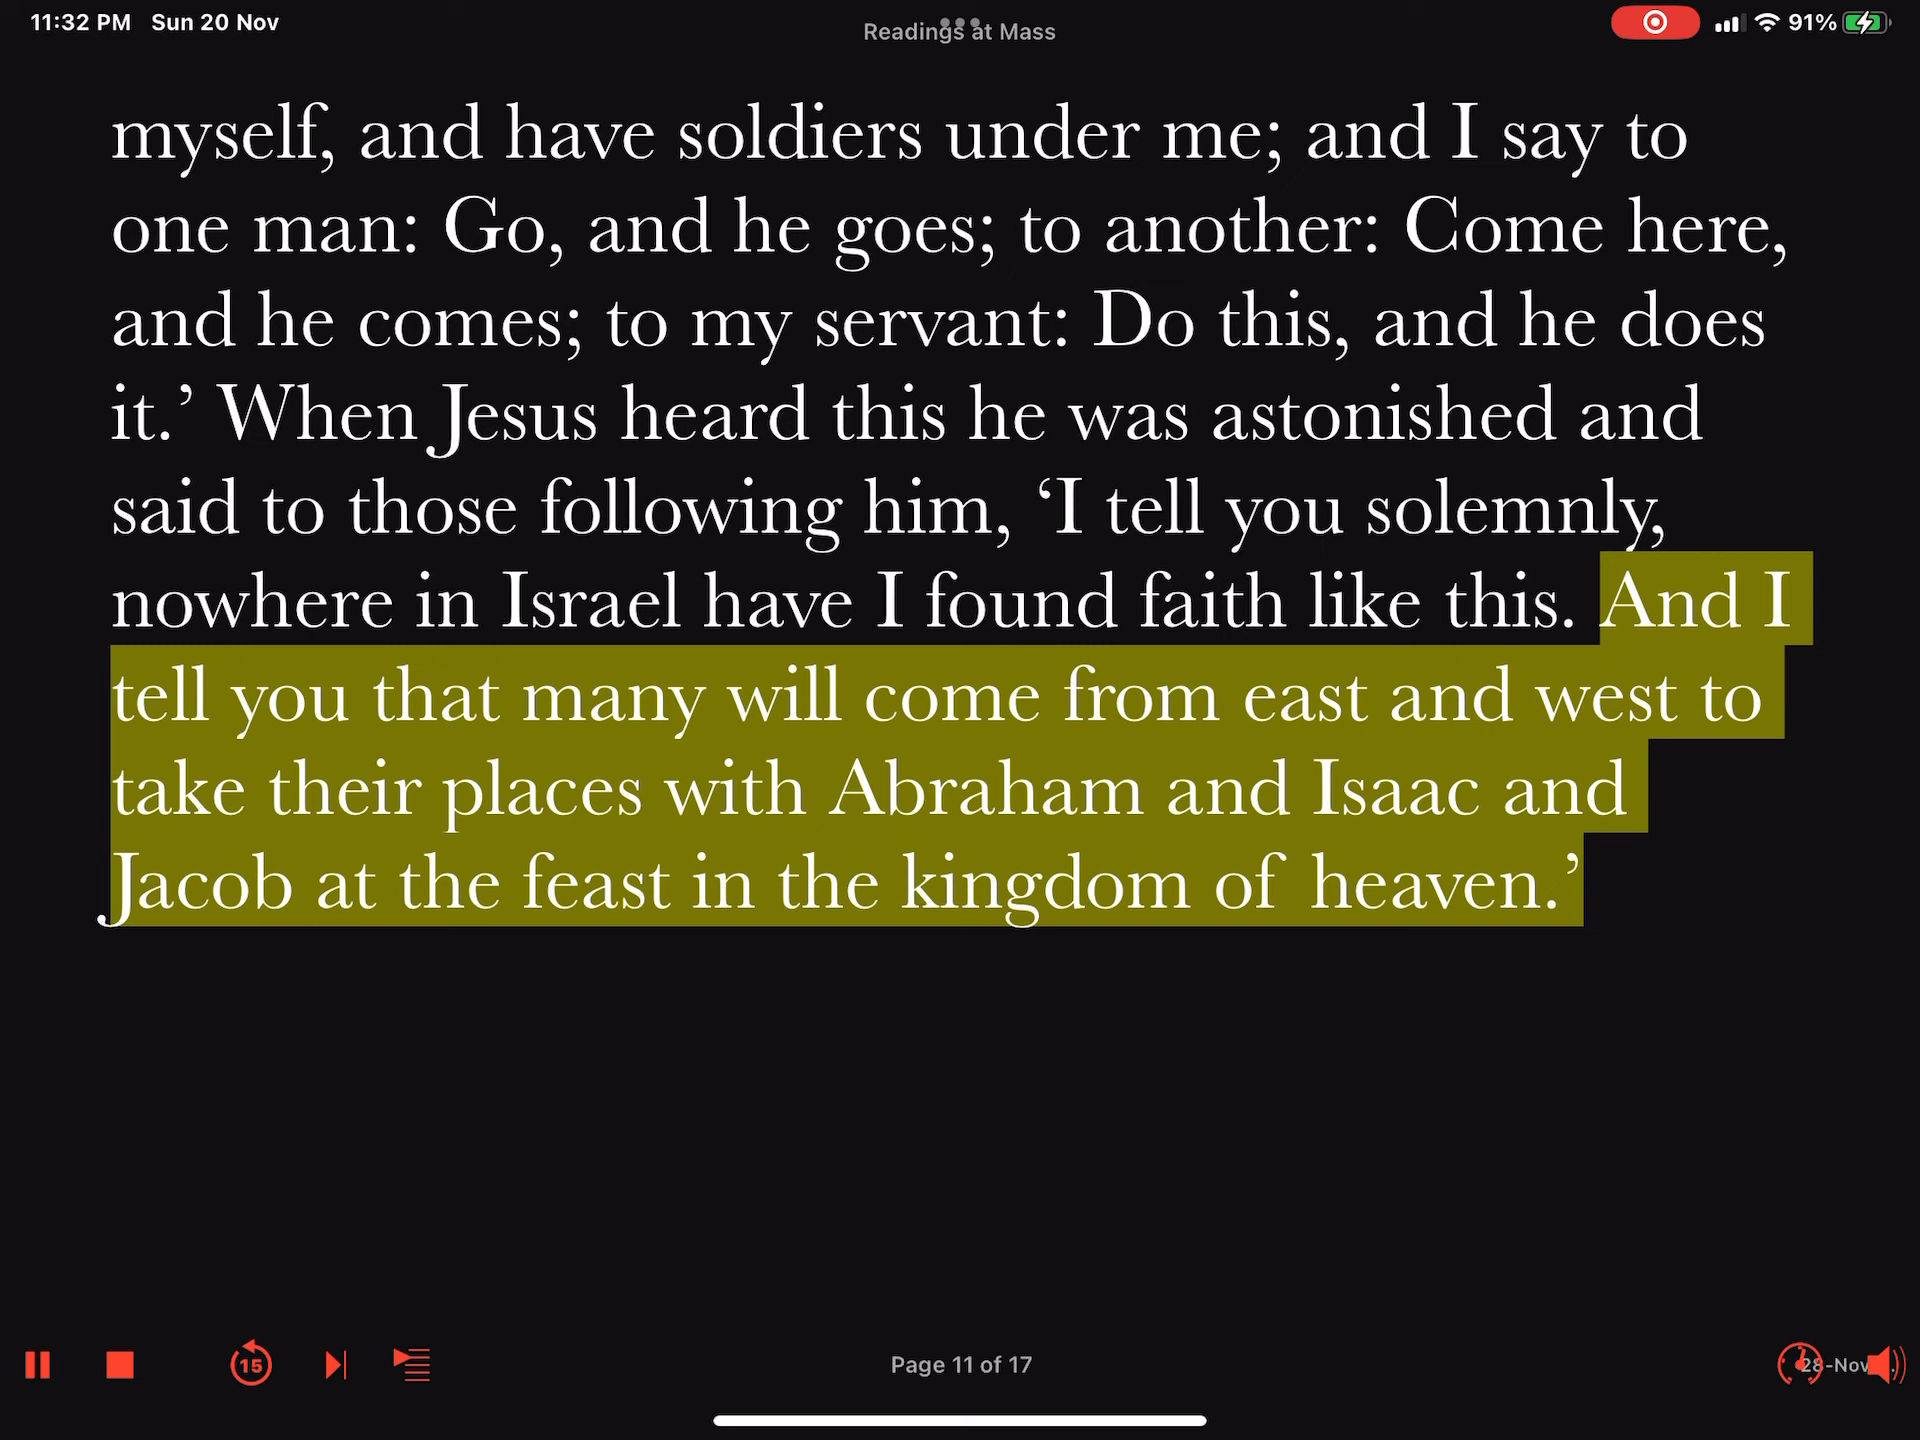 11:32 PM Sun 20 Nov
Readings at Mass
91%
myself, and have soldiers under me; and I say to
one man: Go, and he goes; to another: Come here,
and he comes; to my servant: Do this, and he does
it.’ When Jesus heard this he was astonished and
said to those following him, ‘I tell you solemnly,
nowhere in Israel have I found faith like this. And I
tell you that many will come from east and west to
take their places with Abraham and Isaac and
Jacob at the feast in the kingdom of heaven.’
15
Page 11 of 17
28-Nov